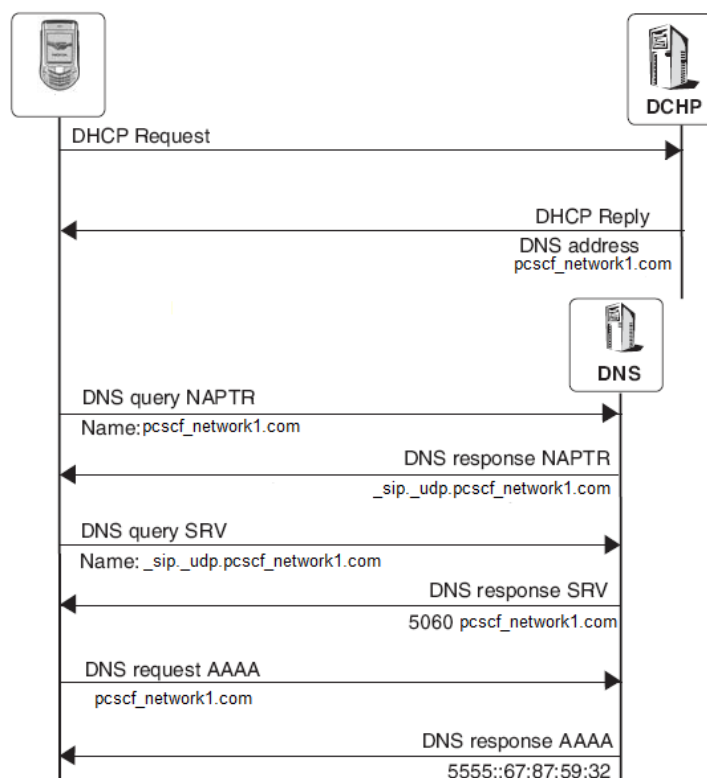 DCHP
DHCP Request
DHCP Reply
DNS address
pcscf_network1.com
DNS
DNS query NAPTR
Name: pcscf_network1.com
DNS response NAPTR
_sip._udp.pcscf_network1.com
DNS query SRV
Name: _sip._udp.pcscf_network1.com
DNS response SRV
5060 pcscf_network1.com
DNS request AAAA
pcscf_network1.com
DNS response AAAA
5555::67:87:59:32